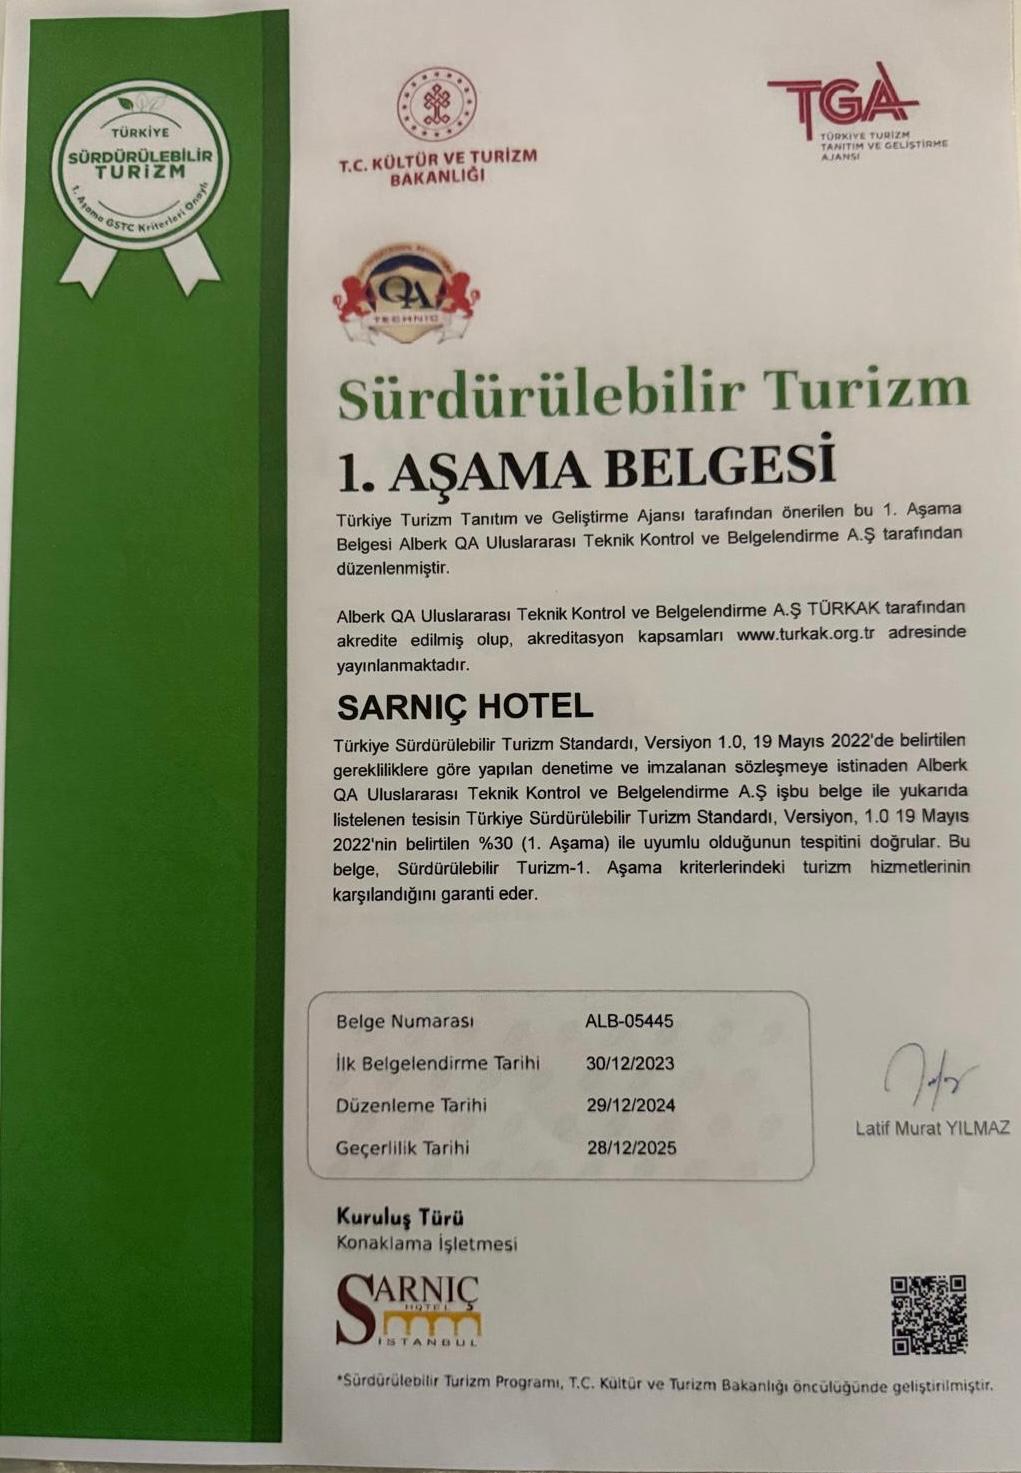 TÜRKİYE
SÜRDÜRÜLEBİLİR
TURİZM
1. Aşama GSTC Kriterleri Onaylı
T.C. KÜLTÜR VE TURİZM
BAKANLIĞI
TGA
TÜRKİYE TURİZM
TANITIM VE GELİŞTİRME
AJANSI
QA
TECHNIC
Sürdürülebilir Turizm
1. AŞAMA BELGESİ
Türkiye Turizm Tanıtım ve Geliştirme Ajansı tarafından önerilen bu 1. Aşama
Belgesi Alberk QA Uluslararası Teknik Kontrol ve Belgelendirme A.Ş tarafından
düzenlenmiştir.
Alberk QA Uluslararası Teknik Kontrol ve Belgelendirme A.Ş TÜRKAK tarafından
akredite edilmiş olup, akreditasyon kapsamları www.turkak.org.tr adresinde
yayınlanmaktadır.
SARNIÇ HOTEL
Türkiye Sürdürülebilir Turizm Standardı, Versiyon 1.0, 19 Mayıs 2022'de belirtilen
gerekliliklere göre yapılan denetime ve imzalanan sözleşmeye istinaden Alberk
QA Uluslararası Teknik Kontrol ve Belgelendirme A.Ş işbu belge ile yukarıda
listelenen tesisin Türkiye Sürdürülebilir Turizm Standardı, Versiyon, 1.0 19 Mayıs
2022'nin belirtilen %30 (1. Aşama) ile uyumlu olduğunun tespitini doğrular. Bu
belge, Sürdürülebilir Turizm-1. Aşama kriterlerindeki turizm hizmetlerinin
karşılandığını garanti eder.
Belge Numarası ALB-05445
İlk Belgelendirme Tarihi 30/12/2023
Düzenleme Tarihi 29/12/2024
Geçerlilik Tarihi 28/12/2025
Latif Murat YILMAZ
Kuruluş Türü
Konaklama İşletmesi
SARNIÇ
HOTEL
İSTANBUL
*Sürdürülebilir Turizm Programı, T.C. Kültür ve Turizm Bakanlığı öncülüğünde geliştirilmiştir.